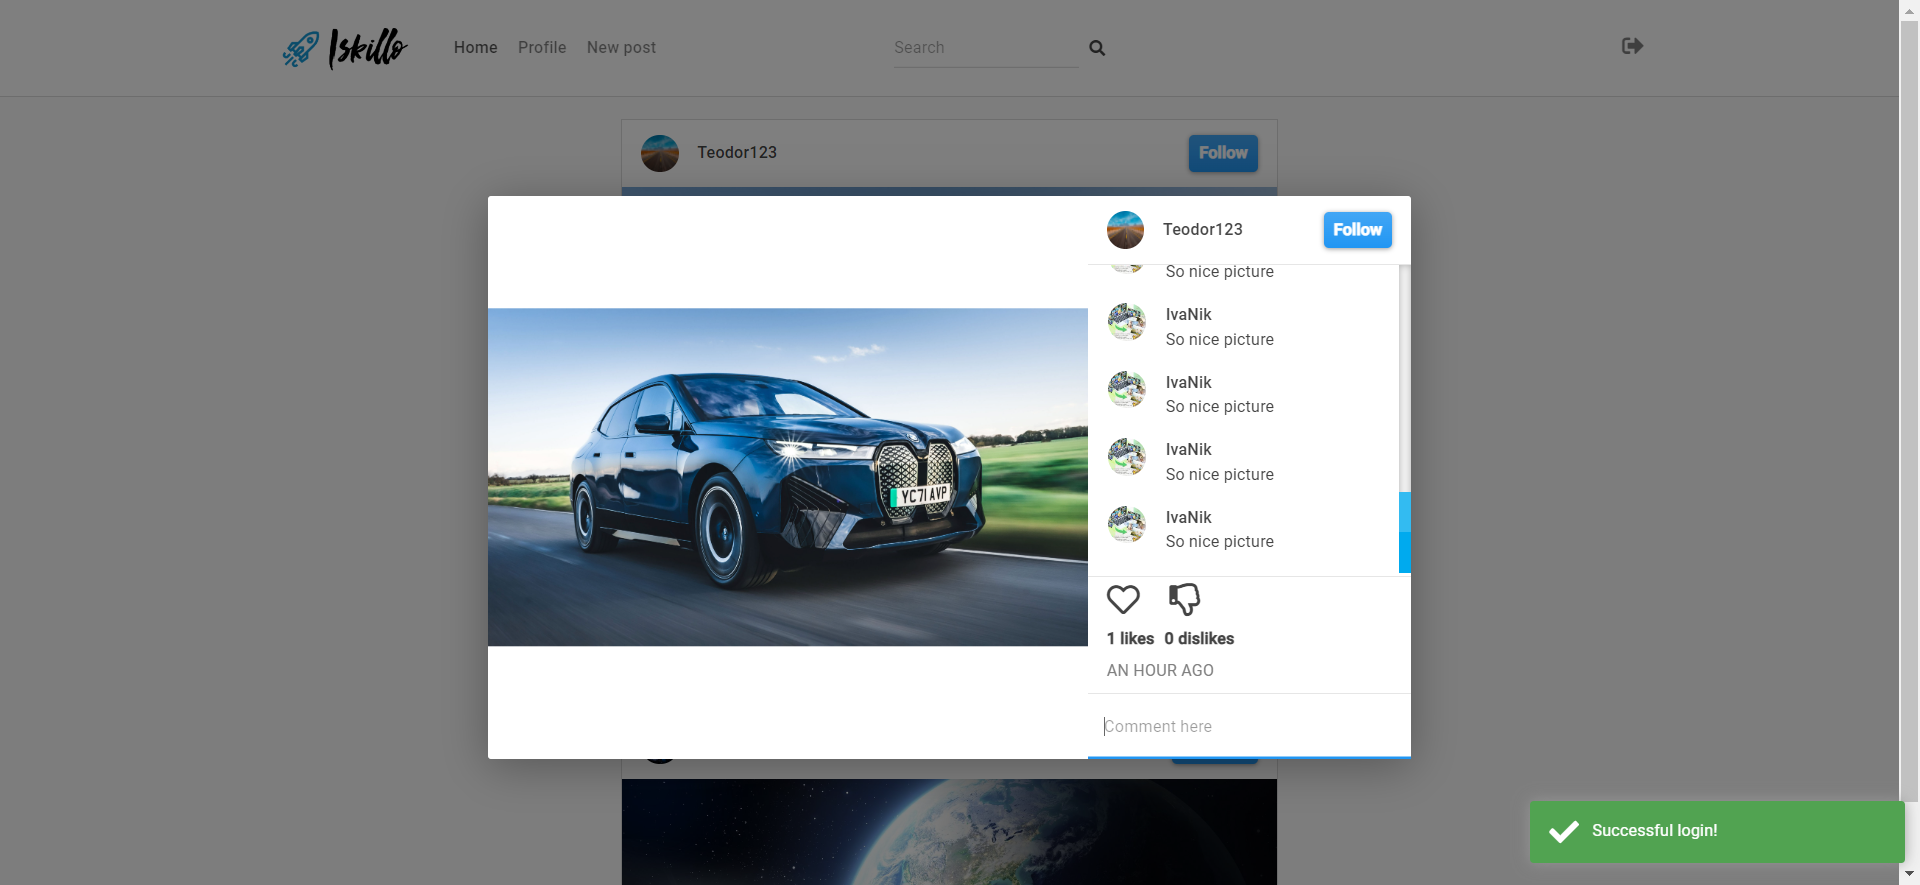 Iskillo
Home Profile New post
Search
Teodor123
Follow
Teodor123
Follow
So nice picture
IvaNik
So nice picture
IvaNik
So nice picture
IvaNik
So nice picture
IvaNik
So nice picture
YC71 AVP
1 likes 0 dislikes
AN HOUR AGO
Comment here
Successful login!